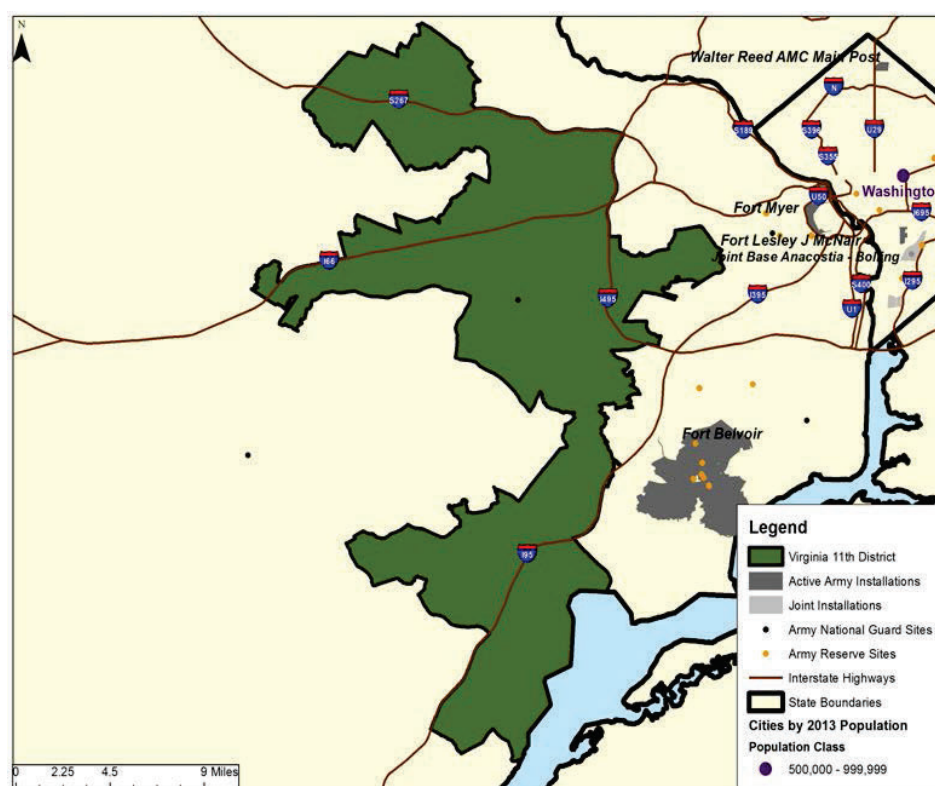 N
Walter Reed AMC Main Post
S267
N
S189
S396
U29
S355
Washington
U50
Fort Myer
I695
Fort Lesley J McNair
Joint Base Anacostia - Bolling
I66
I495
I395
S400
I295
U1
Fort Belvoir
I95
Legend
Virginia 11th District
Active Army Installations
Joint Installations
Army National Guard Sites
Army Reserve Sites
Interstate Highways
State Boundaries
Cities by 2013 Population
Population Class
500,000 - 999,999
0 2.25 4.5 9 Miles